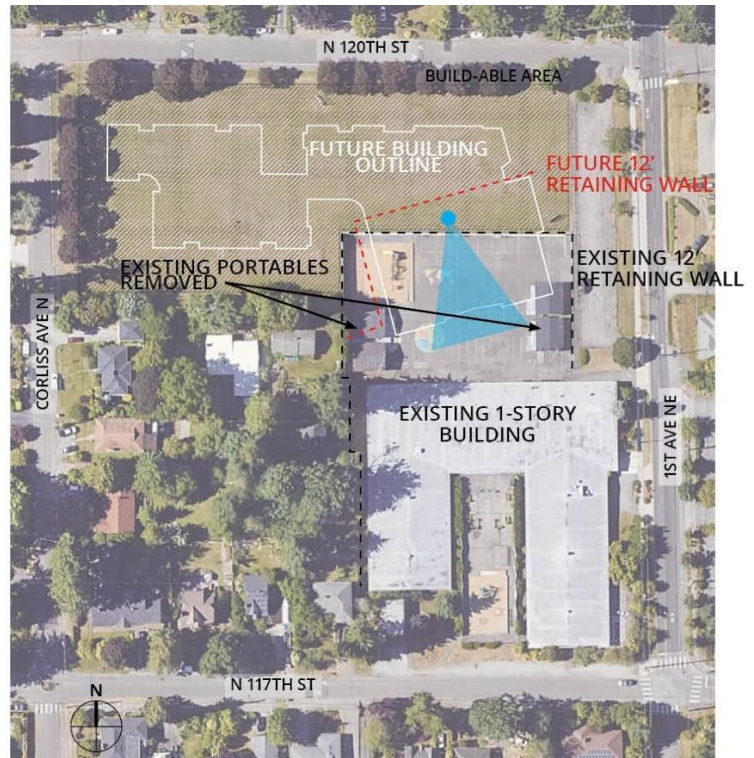 N 120TH ST
BUILD-ABLE AREA
FUTURE BUILDING
OUTLINE
FUTURE 12'
RETAINING WALL
EXISTING PORTABLES
REMOVED
EXISTING 12'
RETAINING WALL
CORLISS AVE N
EXISTING 1-STORY
BUILDING
1ST AVE NE
N 117TH ST
N